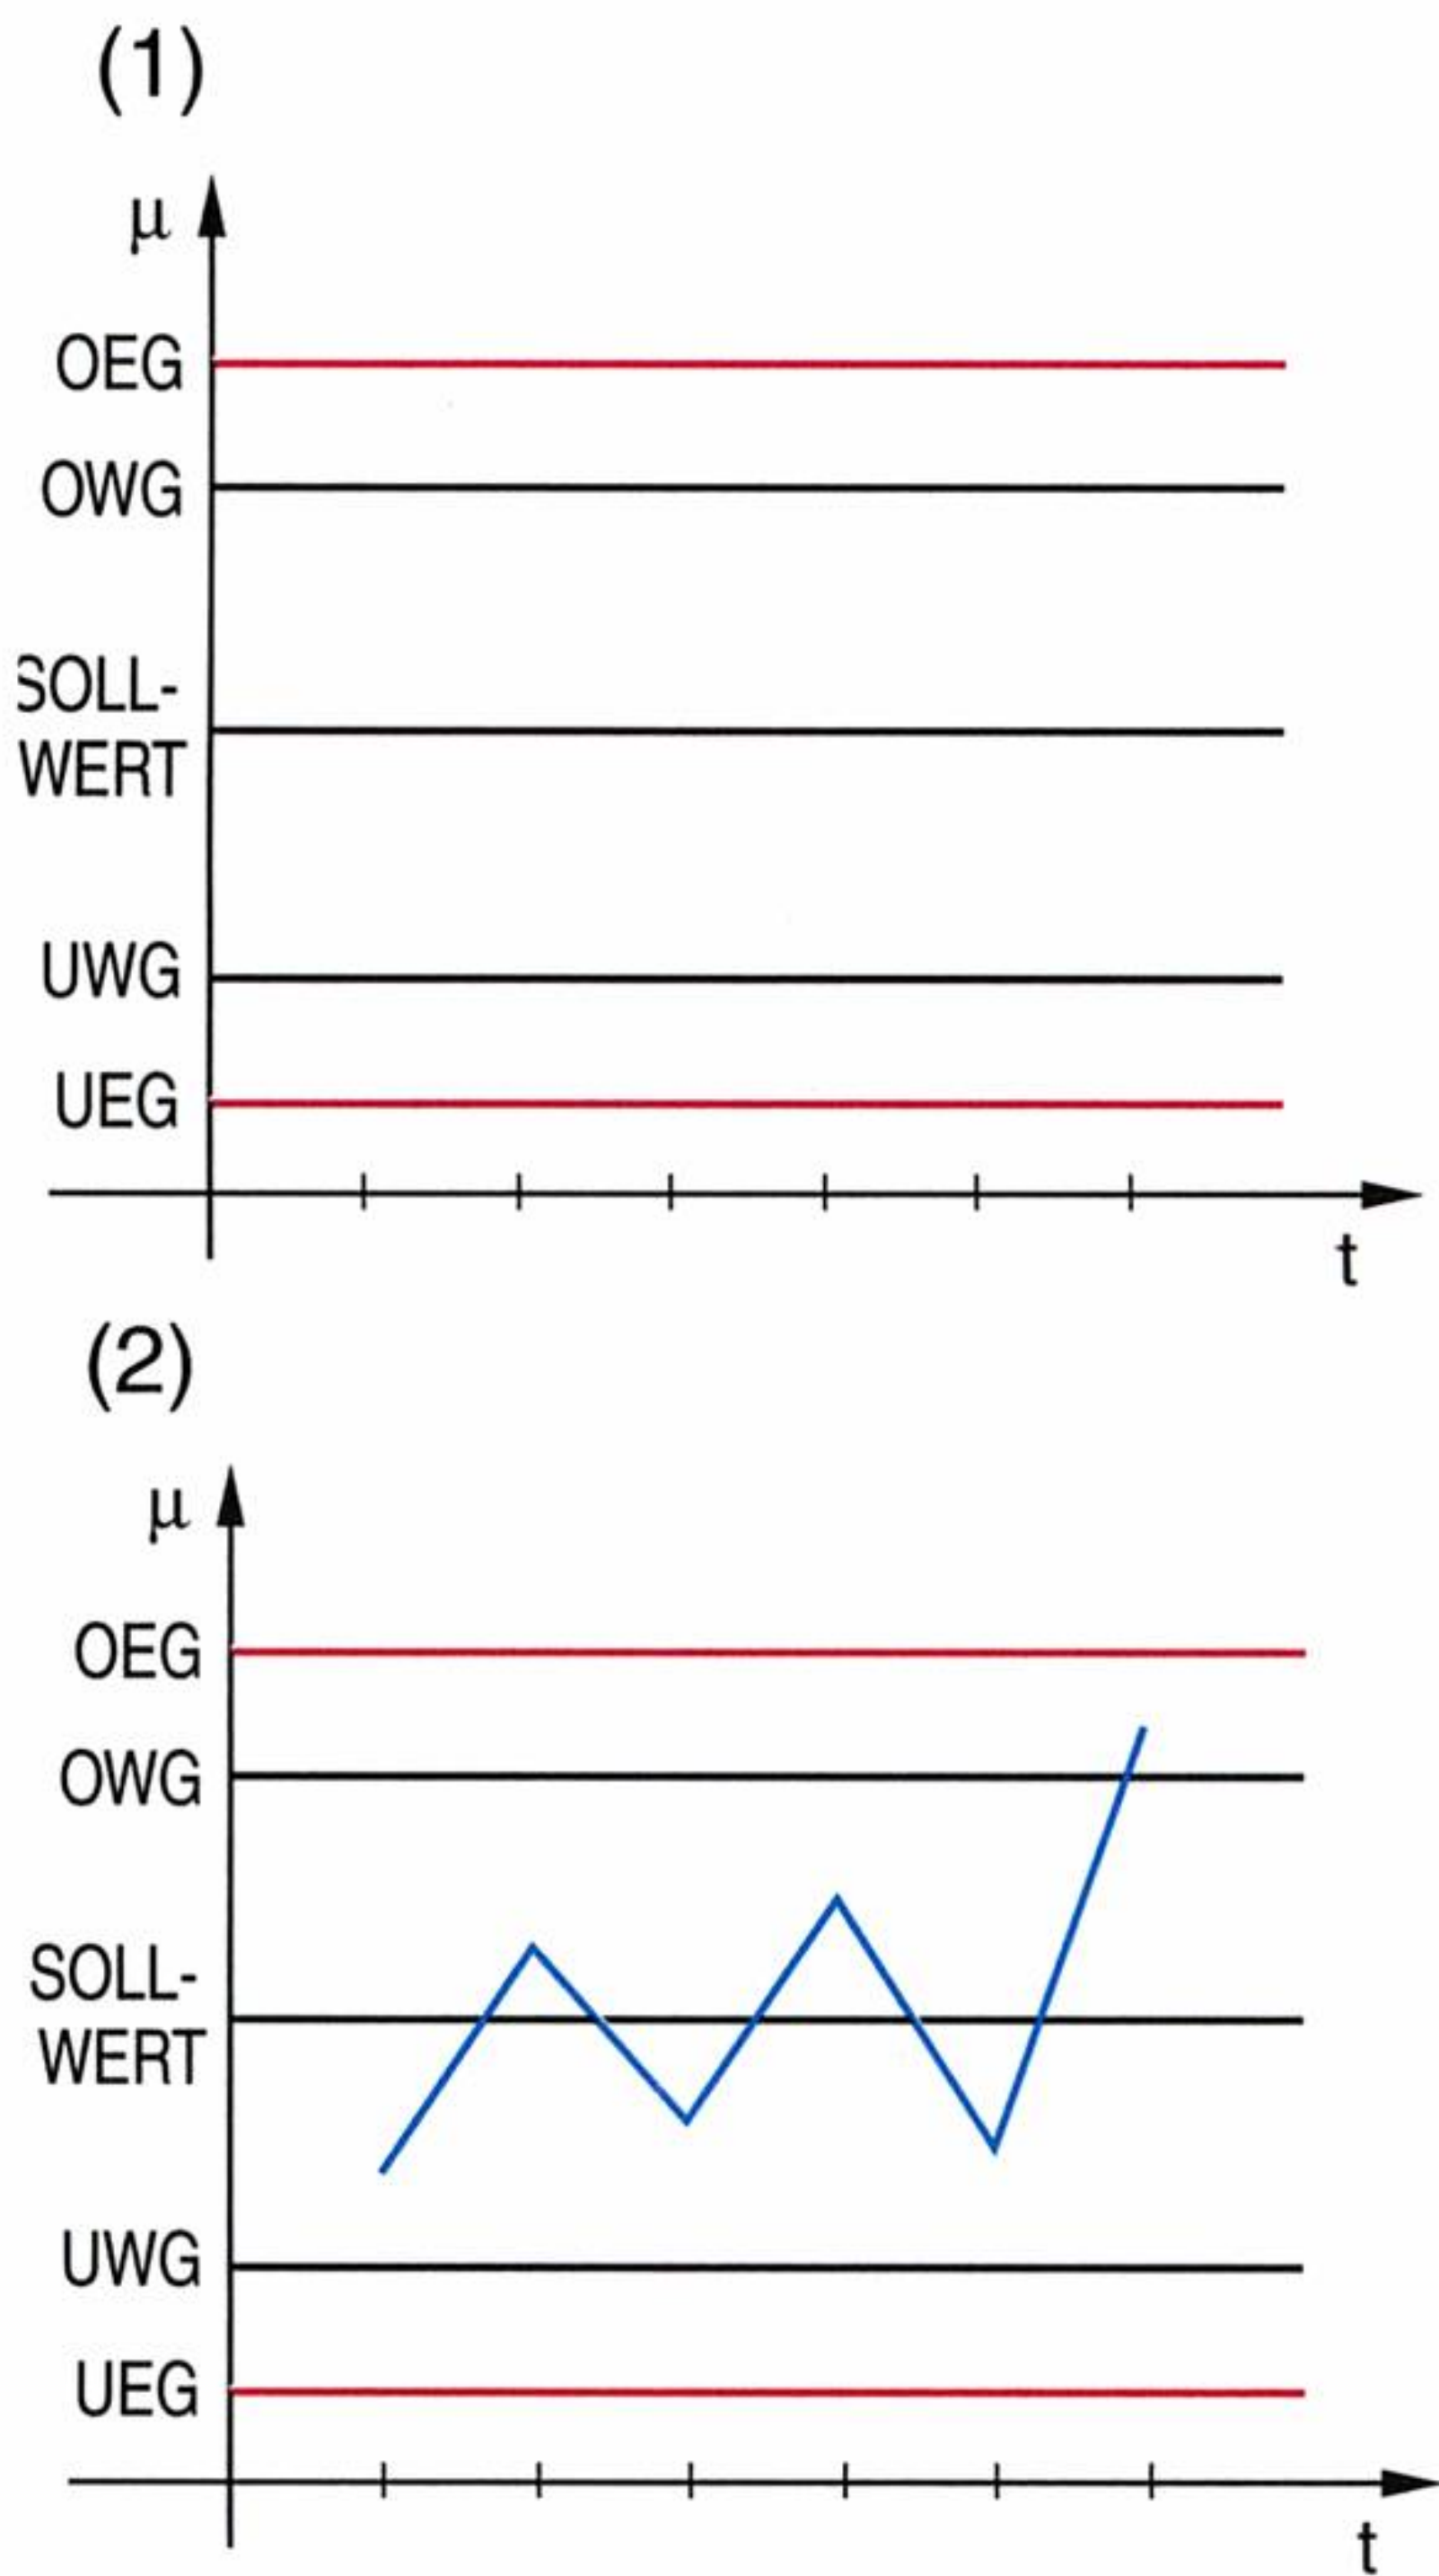 (1)
μ
OEG
OWG
SOLL-
WERT
UWG
UEG
t
(2)
μ
OEG
OWG
SOLL-
WERT
UWG
UEG
t